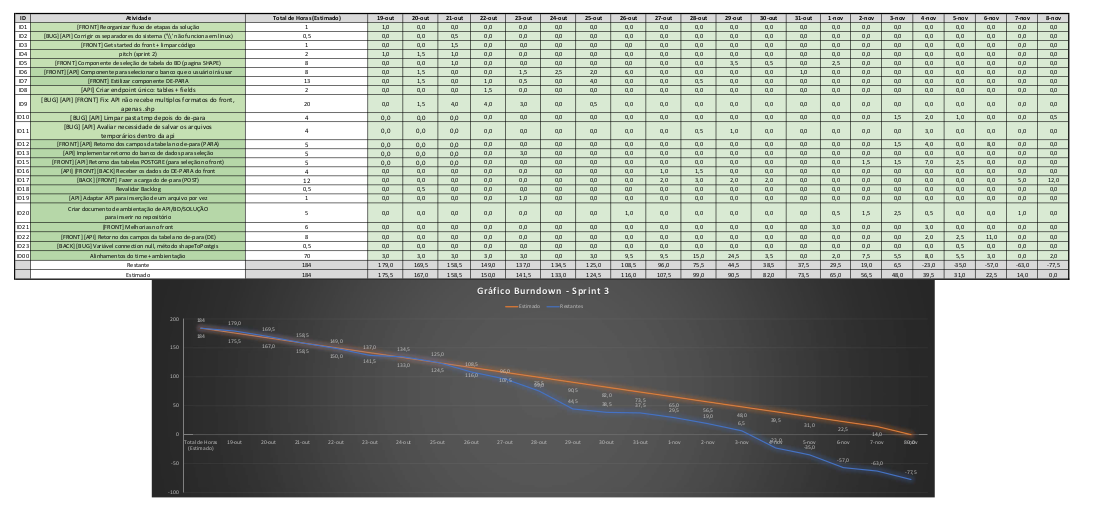 ID Atividade Total de Horas (Estimado) 19-out 20-out 21-out 22-out 23-out 24-out 25-out 26-out 27-out 28-out 29-out 30-out 31-out 1-nov 2-nov 3-nov 4-nov 5-nov 6-nov 7-nov 8-nov
ID1 [FRONT] Reorganizar fluxo de etapas da solução 1 1,0 0,0 0,0 0,0 0,0 0,0 0,0 0,0 0,0 0,0 0,0 0,0 0,0 0,0 0,0 0,0 0,0 0,0 0,0 0,0 0,0
ID2 [BUG] [API] Corrigir os separadores do sistema ("\\" não funciona em linux) 0,5 0,0 0,0 0,5 0,0 0,0 0,0 0,0 0,0 0,0 0,0 0,0 0,0 0,0 0,0 0,0 0,0 0,0 0,0 0,0 0,0 0,0
ID3 [FRONT] Get started do front + limpar código 1 0,0 0,0 1,5 0,0 0,0 0,0 0,0 0,0 0,0 0,0 0,0 0,0 0,0 0,0 0,0 0,0 0,0 0,0 0,0 0,0 0,0
ID4 pitch (sprint 2) 2 1,0 1,5 1,0 0,0 0,0 0,0 0,0 0,0 0,0 0,0 0,0 0,0 0,0 0,0 0,0 0,0 0,0 0,0 0,0 0,0 0,0
ID5 [FRONT] Componente de seleção de tabela do BD (pagina SHAPE) 8 0,0 0,0 1,0 0,0 0,0 0,0 0,0 0,0 0,0 0,0 3,5 0,5 0,0 2,5 0,0 0,0 0,0 0,0 0,0 0,0 0,0
ID6 [FRONT] [API] Componente para selecionar o banco que o usuário irá usar 8 0,0 1,5 0,0 0,0 1,5 2,5 2,0 6,0 0,0 0,0 0,0 0,0 1,0 0,0 0,0 0,0 0,0 0,0 0,0 0,0 0,0
ID7 [FRONT] Estilizar componente DE-PARA 13 0,0 1,0 0,0 1,0 0,5 0,0 4,0 0,0 0,0 0,5 0,0 0,0 0,0 0,0 0,0 0,0 0,0 0,0 0,0 0,0 0,0
ID8 [API] Criar endpoint único: tables + fields 2 0,0 0,0 0,0 1,5 0,0 0,0 0,0 0,0 0,0 0,0 0,0 0,0 0,0 0,0 0,0 0,0 0,0 0,0 0,0 0,0 0,0
ID9 [BUG] [API] [FRONT] Fix: API não recebe multiplos formatos do front, 20 0,0 1,5 4,0 4,0 3,0 0,0 0,5 0,0 0,0 0,0 0,0 0,0 0,0 0,0 0,0 0,0 0,0 0,0 0,0 0,0 0,0
apenas .shp
ID10 [BUG] [API] Limpar pasta tmp depois do de-para 4 0,0 0,0 0,0 0,0 0,0 0,0 0,0 0,0 0,0 0,0 0,0 0,0 0,0 0,0 0,0 1,5 2,0 1,0 0,0 0,0 0,5
ID11 [BUG] [API] Avaliar necessidade de salvar os arquivos 4 0,0 0,0 0,0 0,0 0,0 0,0 0,0 0,0 0,0 0,5 1,0 0,0 0,0 0,0 0,0 0,0 3,0 0,0 0,0 0,0 0,0
temporários dentro da api
ID12 [FRONT] [API] Retorno dos campos da tabela no de-para (PARA) 5 0,0 0,0 0,0 0,0 0,0 0,0 0,0 0,0 0,0 0,0 0,0 0,0 0,0 0,0 0,0 1,5 4,0 0,0 8,0 0,0 0,0
ID13 [API] Implementar retorno do banco de dados para seleção 5 0,0 0,0 0,0 0,0 0,0 0,0 0,0 0,0 0,0 0,0 0,0 0,0 0,0 0,0 0,0 0,0 0,0 0,0 0,0 0,0 0,0
ID15 [FRONT] [API] Retorno das tabelas POSTGRE (para seleção no front) 5 0,0 0,0 0,0 0,0 0,0 0,0 0,0 0,0 0,0 0,0 0,0 0,0 0,0 0,0 1,5 1,5 7,0 2,5 0,0 0,0 0,0
ID16 [API] [FRONT] [BACK] Receber os dados do DE-PARA do front 4 0,0 0,0 0,0 0,0 0,0 0,0 0,0 0,0 1,0 1,5 0,0 0,0 0,0 0,0 0,0 0,0 0,0 0,0 0,0 0,0 0,0
ID17 [BACK] [FRONT] Fazer a carga do de-para (POST) 12 0,0 0,0 0,0 0,0 0,0 0,0 0,0 0,0 2,0 3,0 2,0 2,0 0,0 0,0 0,0 0,0 0,0 0,0 0,0 5,0 12,0
ID18 Revalidar Backlog 0,5 0,0 0,5 0,0 0,0 0,0 0,0 0,0 0,0 0,0 0,0 0,0 0,0 0,0 0,0 0,0 0,0 0,0 0,0 0,0 0,0 0,0
ID19 [API] Adaptar API para inserção de um arquivo por vez 1 0,0 0,0 0,0 0,0 1,0 0,0 0,0 0,0 0,0 0,0 0,0 0,0 0,0 0,0 0,0 0,0 0,0 0,0 0,0 0,0 0,0
ID20 Criar documento de ambientação de API/BD/SOLUÇÃO 5 0,0 0,0 0,0 0,0 0,0 0,0 0,0 1,0 0,0 0,0 0,0 0,0 0,0 0,5 1,5 2,5 0,5 0,0 0,0 1,0 0,0
para inserir no repositório
ID21 [FRONT] Melhorias no front 6 0,0 0,0 0,0 0,0 0,0 0,0 0,0 0,0 0,0 0,0 0,0 0,0 0,0 3,0 0,0 0,0 3,0 0,0 0,0 0,0 0,0
ID22 [FRONT] [API] Retorno dos campos da tabela no de-para (DE) 8 0,0 0,0 0,0 0,0 0,0 0,0 0,0 0,0 0,0 0,0 0,0 0,0 0,0 0,0 0,0 0,0 2,0 2,5 11,0 0,0 0,0
ID23 [BACK] [BUG] Variável connection null, método shapeToPostgis 0,5 0,0 0,0 0,0 0,0 0,0 0,0 0,0 0,0 0,0 0,0 0,0 0,0 0,0 0,0 0,0 0,0 0,0 0,5 0,0 0,0 0,0
ID00 Alinhamentos do time + ambientação 70 3,0 3,0 3,0 3,0 3,0 0,0 3,0 9,5 9,5 15,0 24,5 3,5 0,0 2,0 7,5 5,5 8,0 5,5 3,0 0,0 2,0
Restante 184 179,0 169,5 158,5 149,0 137,0 134,5 125,0 108,5 96,0 75,5 44,5 38,5 37,5 29,5 19,0 6,5 -23,0 -35,0 -57,0 -63,0 -77,5
Estimado 184 175,5 167,0 158,5 150,0 141,5 133,0 124,5 116,0 107,5 99,0 90,5 82,0 73,5 65,0 56,5 48,0 39,5 31,0 22,5 14,0 0,0
Gráfico Burndown - Sprint 3
Estimado Restantes
200
150
100
50
0
-50
-100
184 179,0 169,5 158,5 149,0 137,0 134,5 125,0 108,5 96,0 44,5 38,5 37,5 29,5 19,0 6,5 -35,0 -57,0 -63,0 -77,5
184 175,5 167,0 158,5 150,0 141,5 133,0 124,5 116,0 107,5 90,5 82,0 73,5 65,0 56,5 48,0 39,5 31,0 22,5 14,0
Total de Horas 19-out 20-out 21-out 22-out 23-out 24-out 25-out 26-out 27-out 28-out 29-out 30-out 31-out 1-nov 2-nov 3-nov 5-nov 6-nov 7-nov
(Estimado)